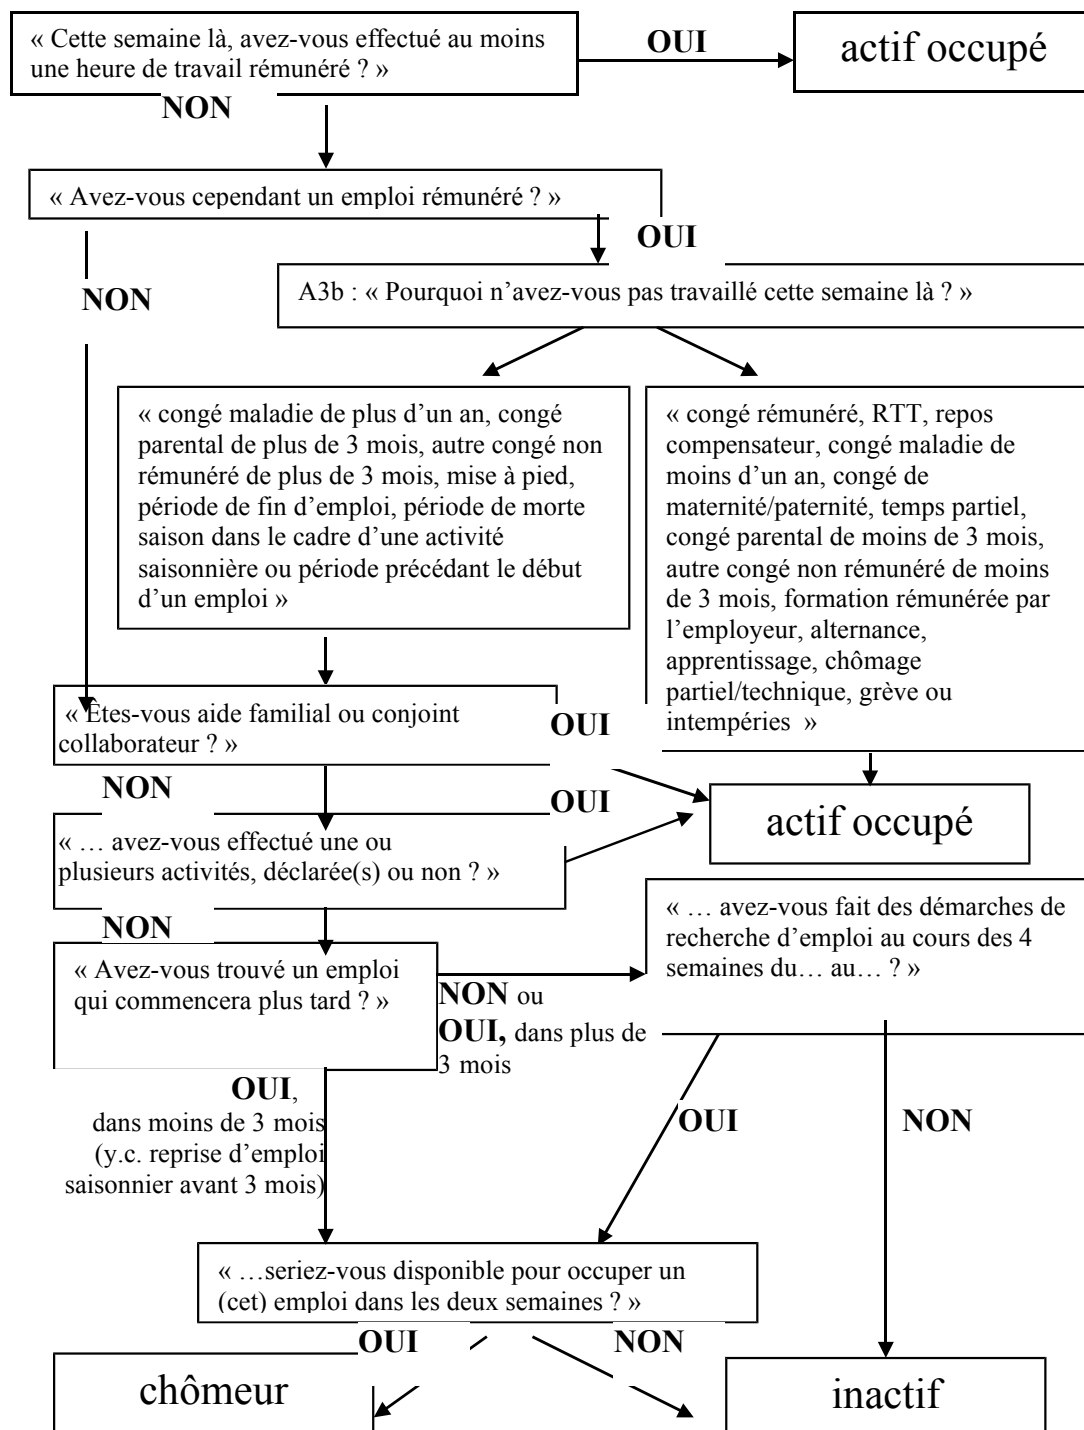 « Cette semaine là, avez-vous effectué au moins
une heure de travail rémunéré ? »
OUI
actif occupé
NON
« Avez-vous cependant un emploi rémunéré ? »
OUI
NON
A3b : « Pourquoi n’avez-vous pas travaillé cette semaine là ? »
« congé maladie de plus d’un an, congé
parental de plus de 3 mois, autre congé non
rémunéré de plus de 3 mois, mise à pied,
période de fin d’emploi, période de morte
saison dans le cadre d’une activité
saisonnière ou période précédant le début
d’un emploi »
« congé rémunéré, RTT, repos
compensateur, congé maladie de
moins d’un an, congé de
maternité/paternité, temps partiel,
congé parental de moins de 3 mois,
autre congé non rémunéré de moins
de 3 mois, formation rémunérée par
l’employeur, alternance,
apprentissage, chômage
partiel/technique, grève ou
intempéries »
« Êtes-vous aide familial ou conjoint
collaborateur ? »
OUI
NON
OUI
actif occupé
« … avez-vous effectué une ou
plusieurs activités, déclarée(s) ou non ? »
NON
« … avez-vous fait des démarches de
recherche d’emploi au cours des 4
semaines du… au… ? »
« Avez-vous trouvé un emploi
qui commencera plus tard ? »
NON ou
OUI, dans plus de
3 mois
OUI,
dans moins de 3 mois
(y.c. reprise d’emploi
saisonnier avant 3 mois)
OUI
NON
« …seriez-vous disponible pour occuper un
(cet) emploi dans les deux semaines ? »
OUI
NON
chômeur
inactif